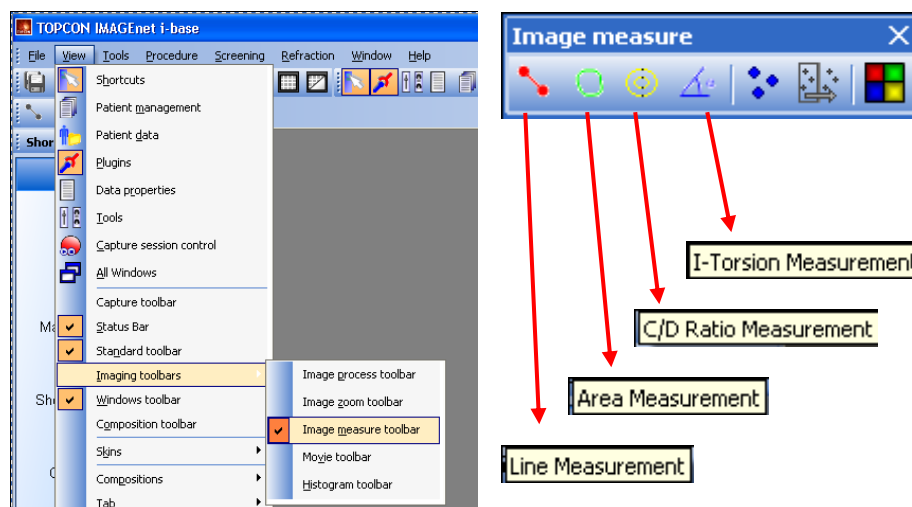 TOPCON IMAGEnet i-base
File View Tools Procedure Screening Refraction Window Help
Shortcuts
Patient management
Patient data
Plugins
Data properties
Tools
Capture session control
All Windows
Capture toolbar
Status Bar
Standard toolbar
Imaging toolbars
Windows toolbar
Composition toolbar
Skins
Compositions
Tab
Image process toolbar
Image zoom toolbar
Image measure toolbar
Movie toolbar
Histogram toolbar
Image measure
I-Torsion Measurement
C/D Ratio Measurement
Area Measurement
Line Measurement